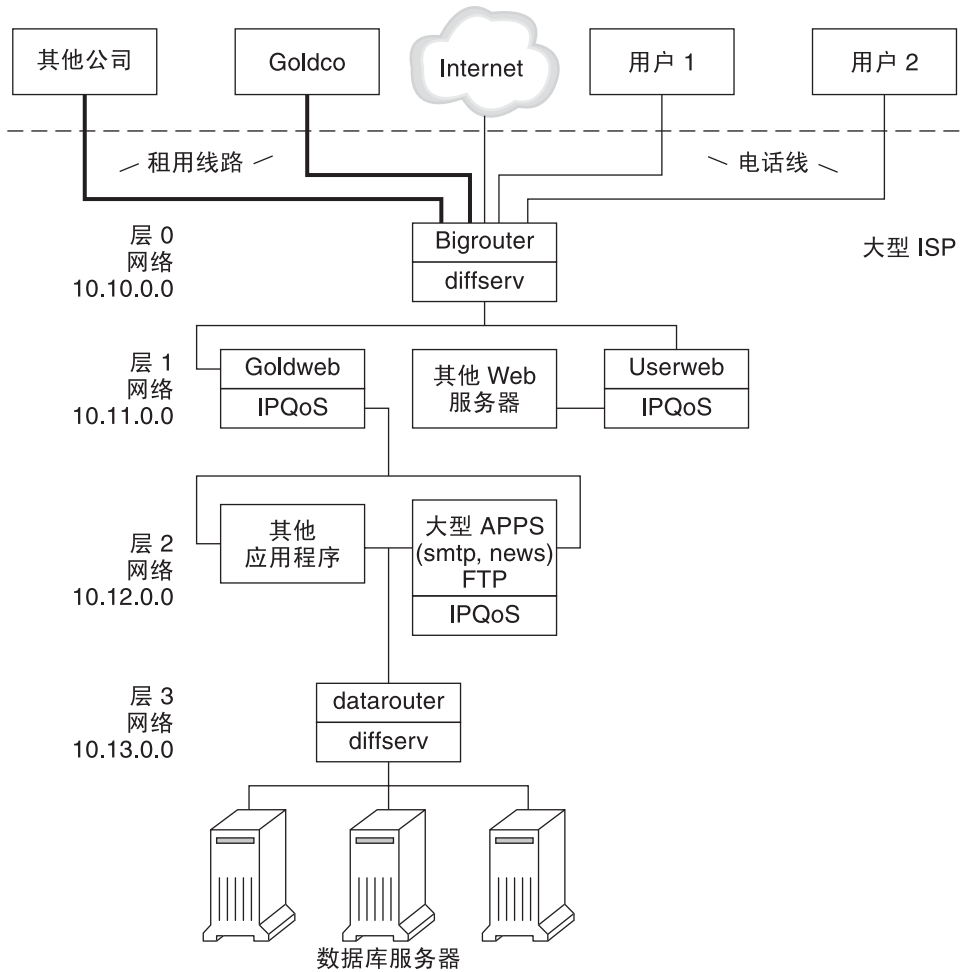 其他公司
Goldco
Internet
用户 1
用户 2
租用线路
电话线
层 0
网络
10.10.0.0
Bigrouter
diffserv
大型 ISP
层 1
网络
10.11.0.0
Goldweb
IPQoS
其他 Web
服务器
Userweb
IPQoS
层 2
网络
10.12.0.0
其他
应用程序
大型 APPS
(smtp, news)
FTP
IPQoS
层 3
网络
10.13.0.0
datarouter
diffserv
数据库服务器